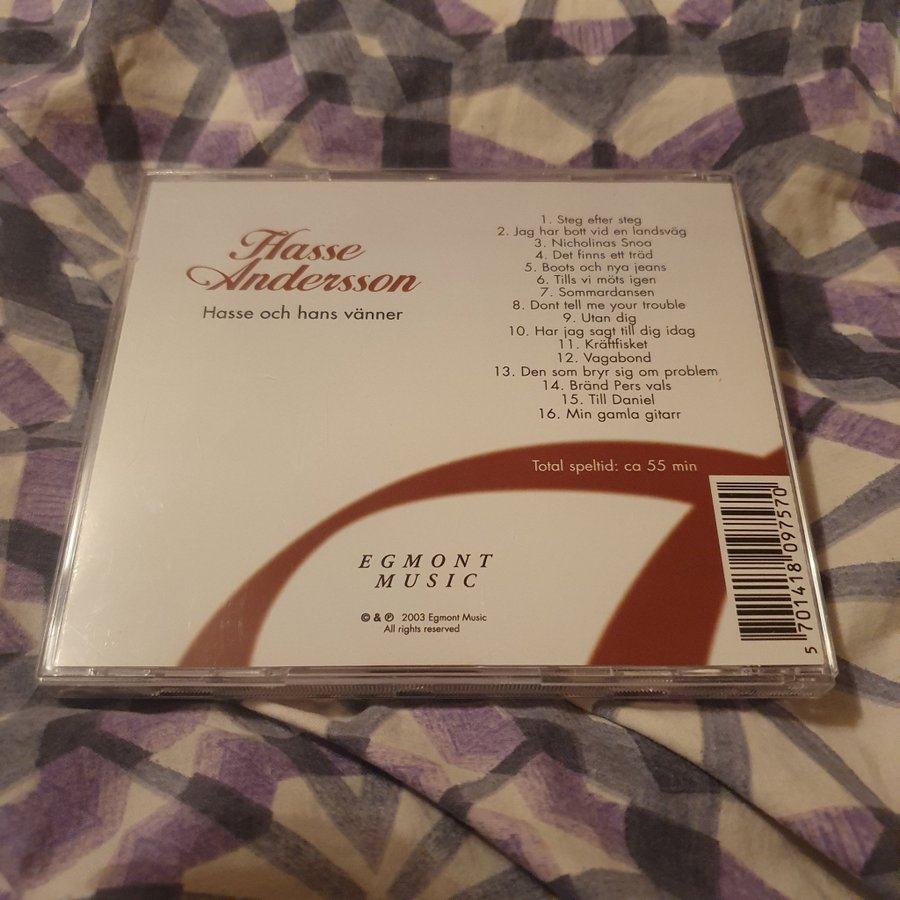 Hasse
Andersson
Hasse och hans vänner
1. Steg efter steg
2. Jag har bott vid en landsväg
3. Nicholinas Snoa
4. Det finns ett träd
5. Boots och nya jeans
6. Tills vi möts igen
7. Sommardansen
8. Dont tell me your trouble
9. Utan dig
10. Har jag sagt till dig idag
11. Kräftfisket
12. Vagabond
13. Den som bryr sig om problem
14. Bränd Pers vals
15. Till Daniel
16. Min gamla gitarr
Total speltid: ca 55 min
EGMONT
MUSIC
© & ℗ 2003 Egmont Music
All rights reserved
5 701418 097570